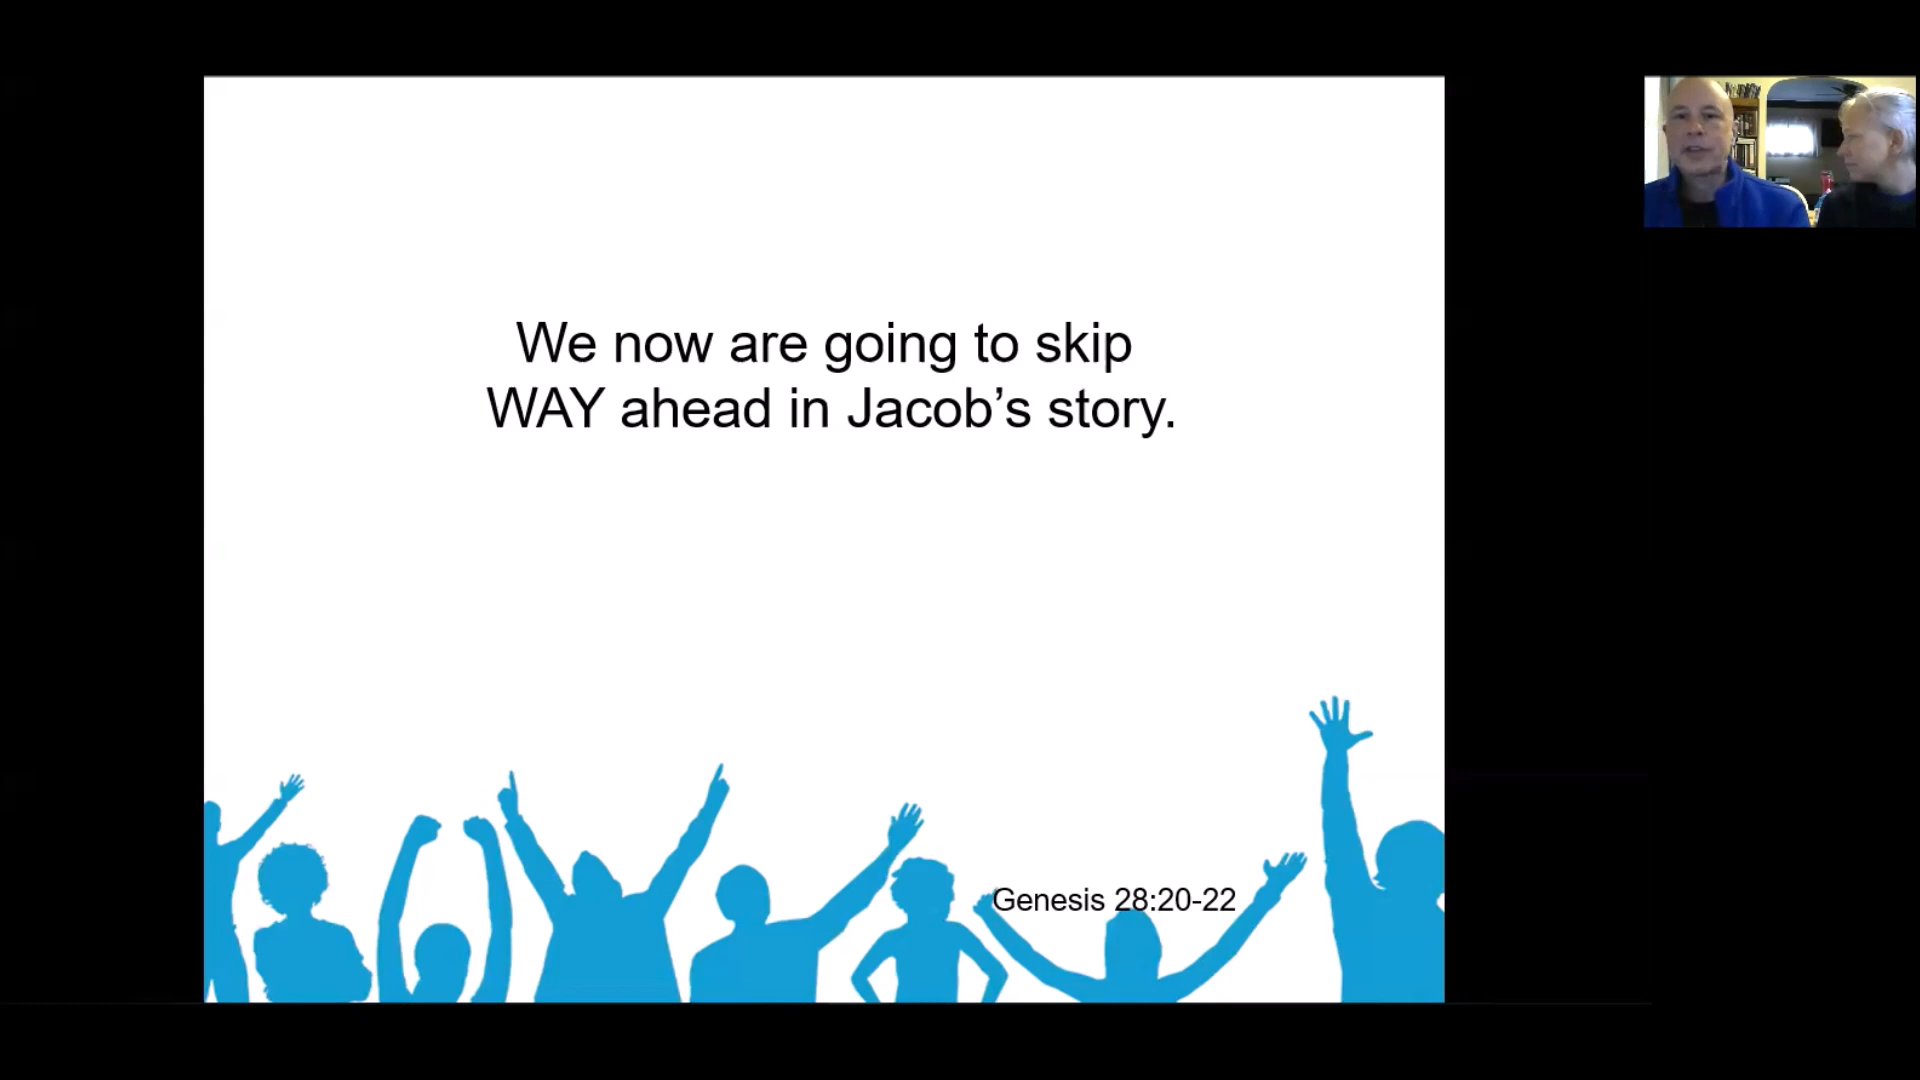 We now are going to skip
WAY ahead in Jacob’s story.
Genesis 28:20-22